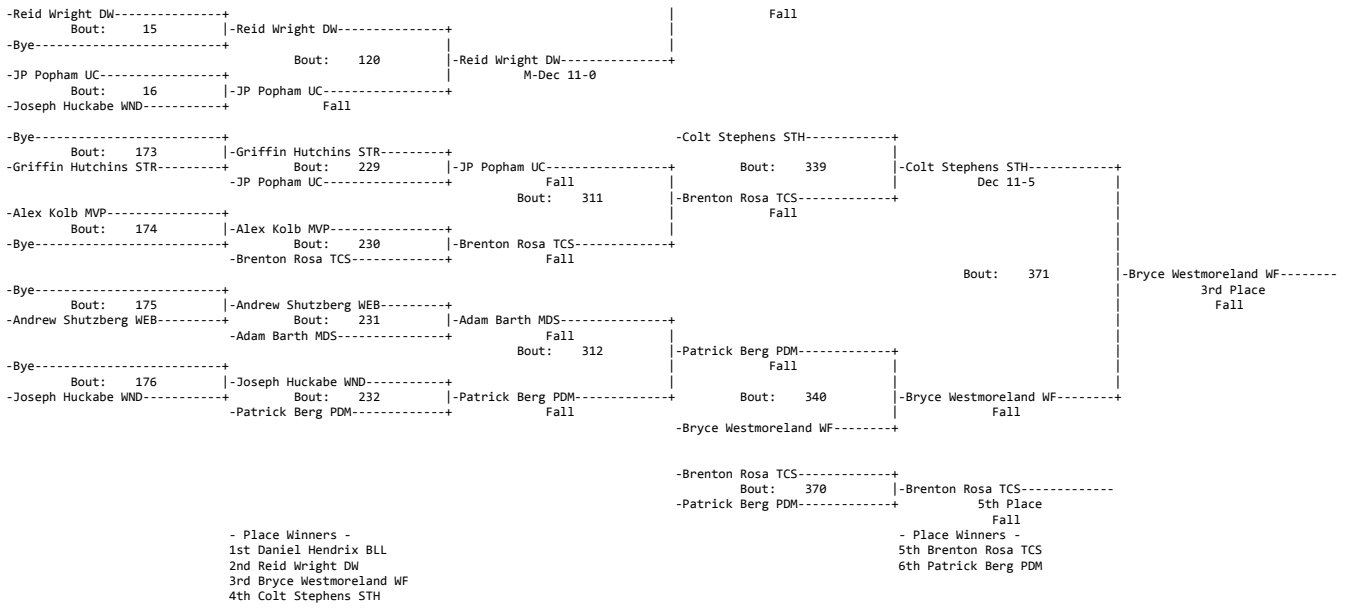 -Reid Wright DW---------------+ | Fall
Bout: 15 |-Reid Wright DW---------------+ |
-Bye--------------------------+ | |
Bout: 120 |-Reid Wright DW---------------+
-JP Popham UC-----------------+ | M-Dec 11-0
Bout: 16 |-JP Popham UC-----------------+
-Joseph Huckabe WND-----------+ Fall
-Bye--------------------------+ -Colt Stephens STH------------+
Bout: 173 |-Griffin Hutchins STR---------+ |
-Griffin Hutchins STR---------+ Bout: 229 |-JP Popham UC-----------------+ Bout: 339 |-Colt Stephens STH------------+
-JP Popham UC-----------------+ Fall | | Dec 11-5 |
Bout: 311 |-Brenton Rosa TCS-------------+ |
-Alex Kolb MVP----------------+ | Fall |
Bout: 174 |-Alex Kolb MVP----------------+ | |
-Bye--------------------------+ Bout: 230 |-Brenton Rosa TCS-------------+ |
-Brenton Rosa TCS-------------+ Fall |
Bout: 371 |-Bryce Westmoreland WF--------
-Bye--------------------------+ | 3rd Place
Bout: 175 |-Andrew Shutzberg WEB---------+ | Fall
-Andrew Shutzberg WEB---------+ Bout: 231 |-Adam Barth MDS---------------+ |
-Adam Barth MDS---------------+ Fall | |
Bout: 312 |-Patrick Berg PDM-------------+ |
-Bye--------------------------+ | Fall | |
Bout: 176 |-Joseph Huckabe WND-----------+ | | |
-Joseph Huckabe WND-----------+ Bout: 232 |-Patrick Berg PDM-------------+ Bout: 340 |-Bryce Westmoreland WF--------+
-Patrick Berg PDM-------------+ Fall | Fall
-Bryce Westmoreland WF--------+
-Brenton Rosa TCS-------------+
Bout: 370 |-Brenton Rosa TCS-------------
-Patrick Berg PDM-------------+ 5th Place
Fall
- Place Winners - - Place Winners -
1st Daniel Hendrix BLL 5th Brenton Rosa TCS
2nd Reid Wright DW 6th Patrick Berg PDM
3rd Bryce Westmoreland WF
4th Colt Stephens STH